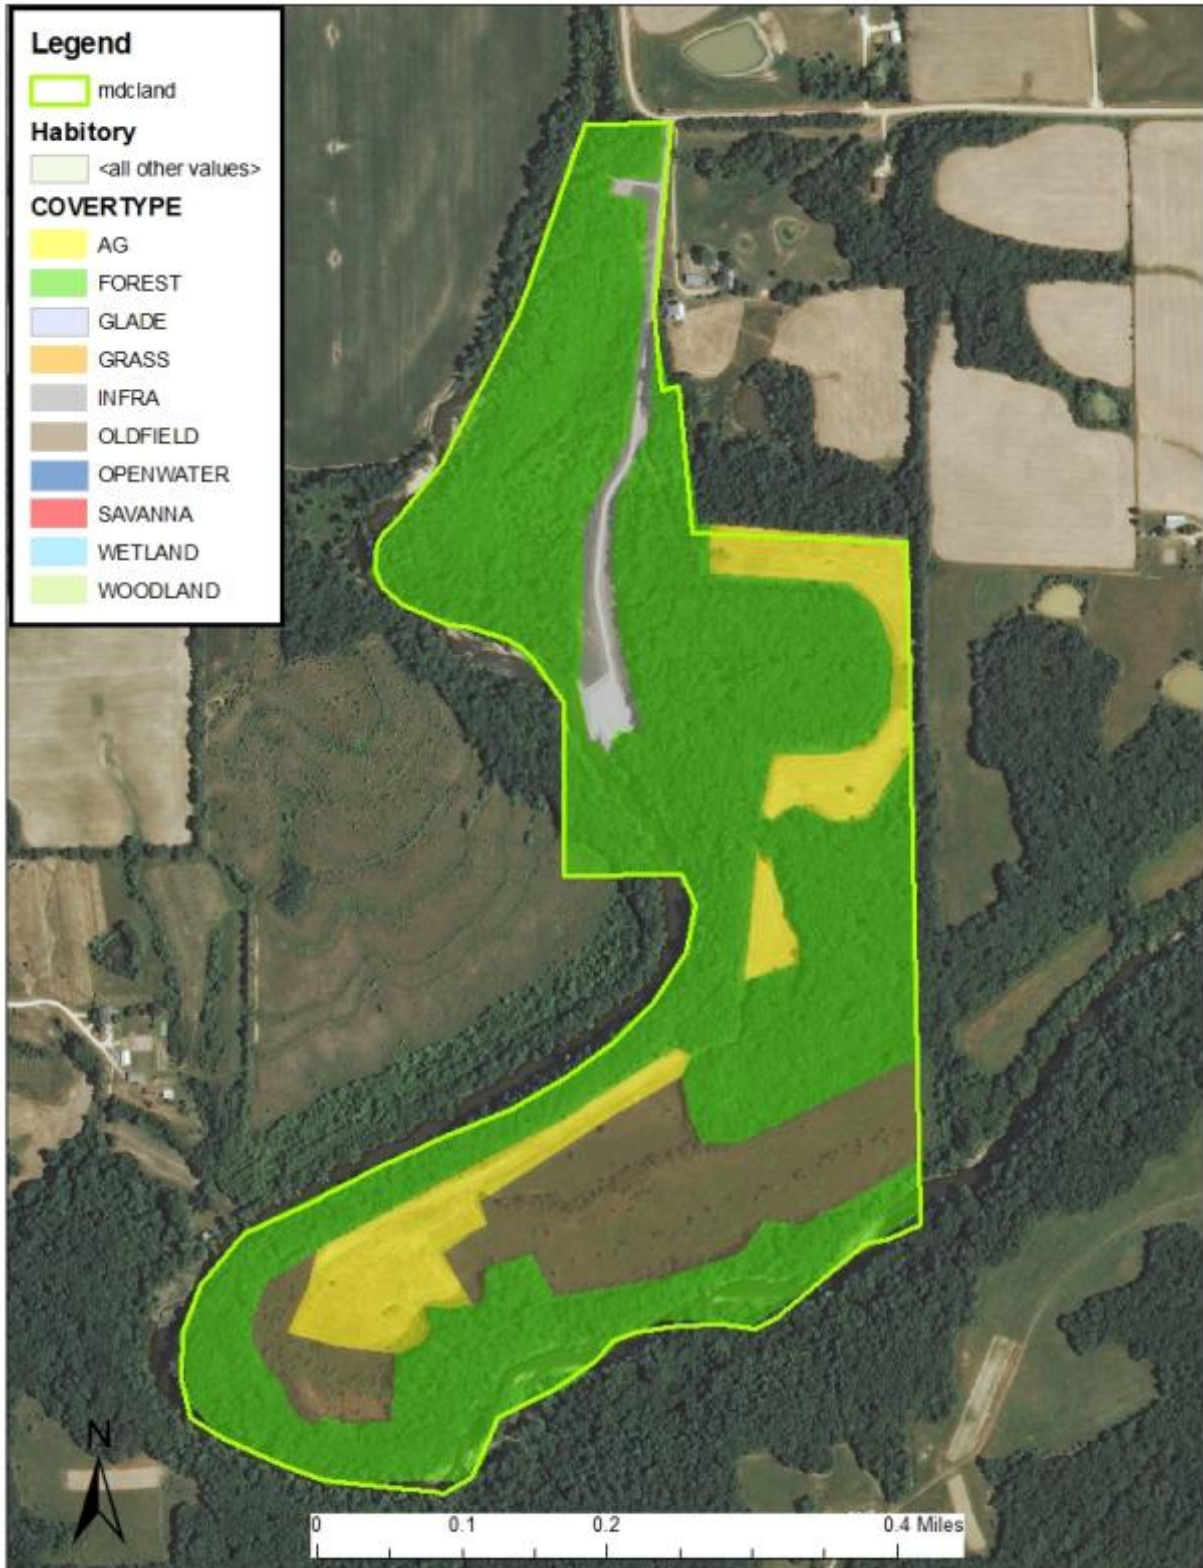 Legend
mdcland
Habitory
<all other values>
COVERTYPE
AG
FOREST
GLADE
GRASS
INFRA
OLDFIELD
OPENWATER
SAVANNA
WETLAND
WOODLAND
N
0 0.1 0.2 0.4 Miles